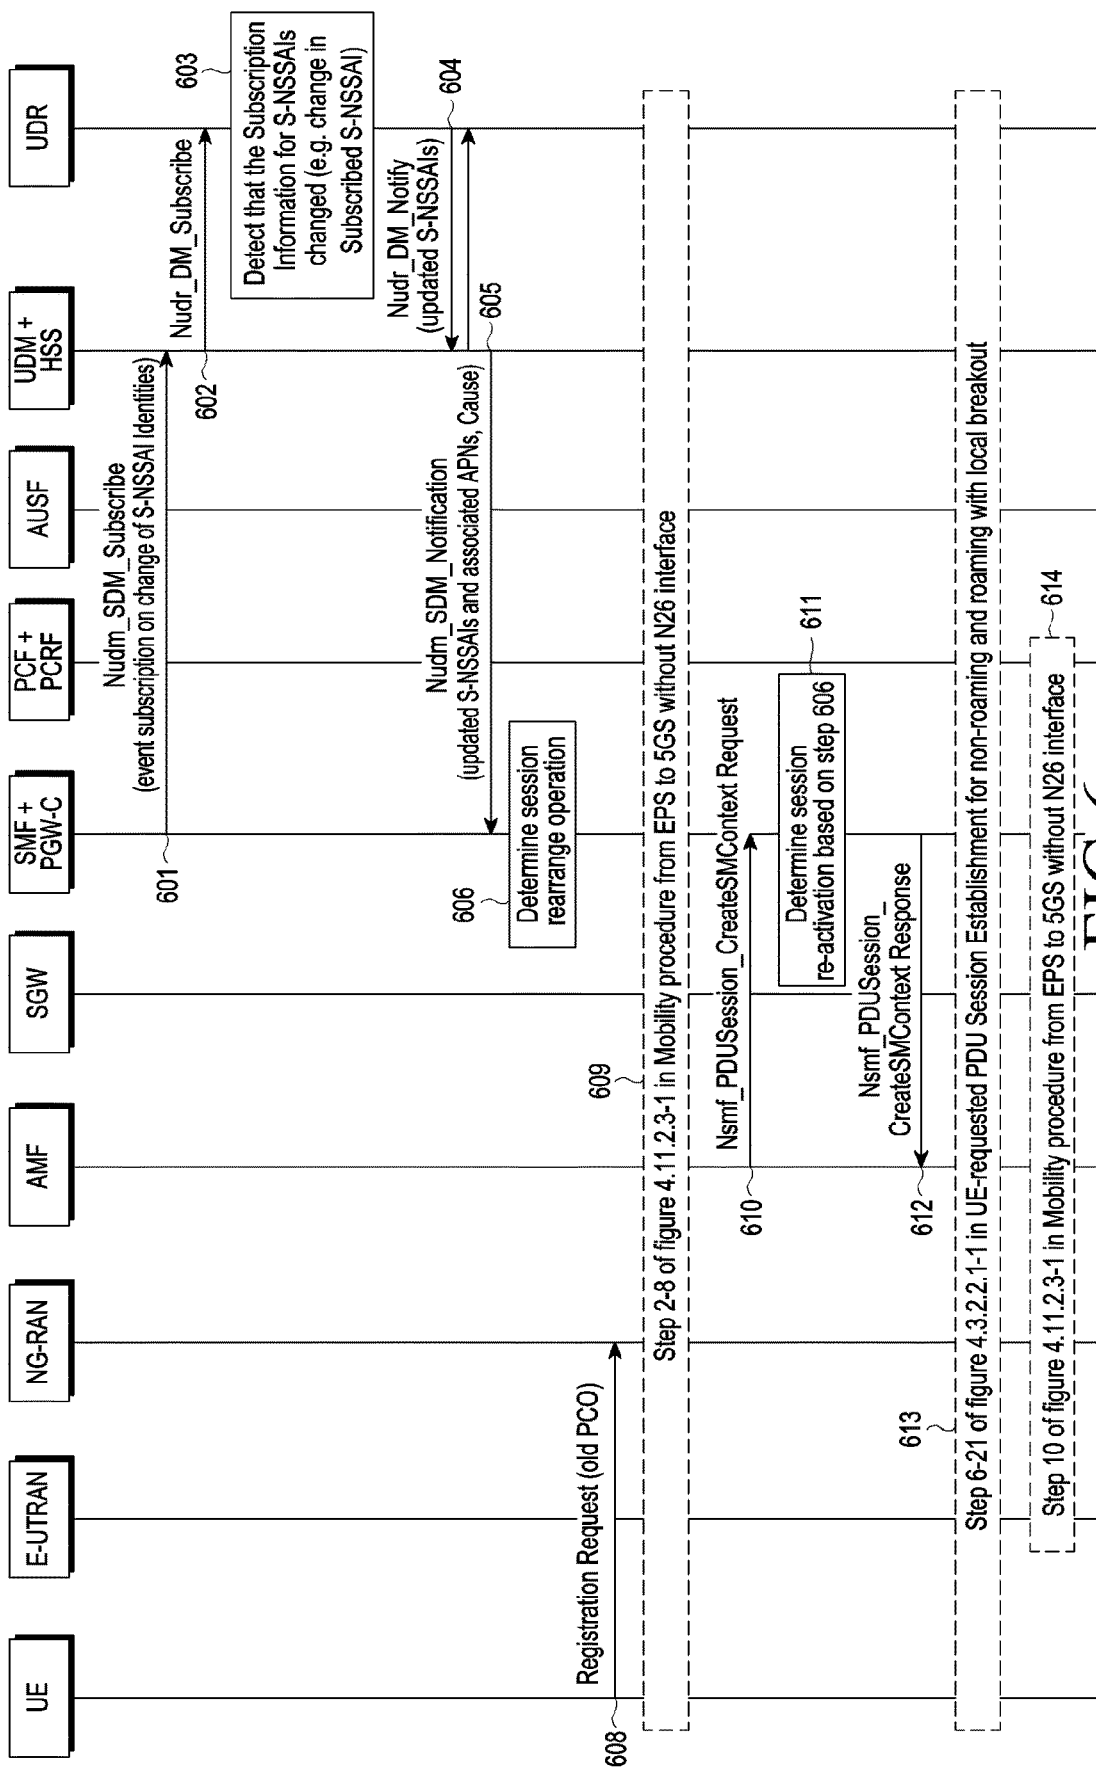 UE
E-UTRAN
NG-RAN
AMF
SGW
SMF +
PGW-C
PCF +
PCRF
AUSF
UDM +
HSS
UDR
Nudm_SDM_Subscribe
(event subscription on change of S-NSSAI Identities)
601
Nudr_DM_Subscribe
602
603
Detect that the Subscription
Information for S-NSSAIs
changed (e.g. change in
Subscribed S-NSSAI)
604
Nudr_DM_Notify
(updated S-NSSAIs)
605
Nudm_SDM_Notification
(updated S-NSSAIs and associated APNs, Cause)
606
Determine session
rearrange operation
Registration Request (old PCO)
608
609
Step 2-8 of figure 4.11.2.3-1 in Mobility procedure from EPS to 5GS without N26 interface
Nsmf_PDUSession_CreateSMContext Request
610
611
Determine session
re-activation based on step 606
Nsmf_PDUSession_
CreateSMContext Response
612
613
Step 6-21 of figure 4.3.2.2.1-1 in UE-requested PDU Session Establishment for non-roaming and roaming with local breakout
614
Step 10 of figure 4.11.2.3-1 in Mobility procedure from EPS to 5GS without N26 interface